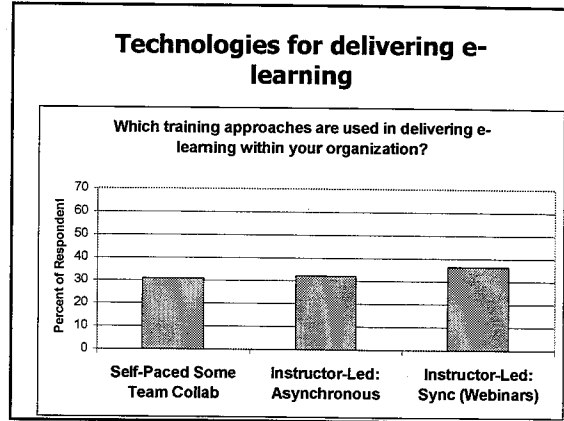 Technologies for delivering e-
learning
Which training approaches are used in delivering e-
learning within your organization?
Percent of Respondent
70
60
50
40
30
20
10
0
Self-Paced Some
Team Collab
Instructor-Led:
Asynchronous
Instructor-Led:
Sync (Webinars)